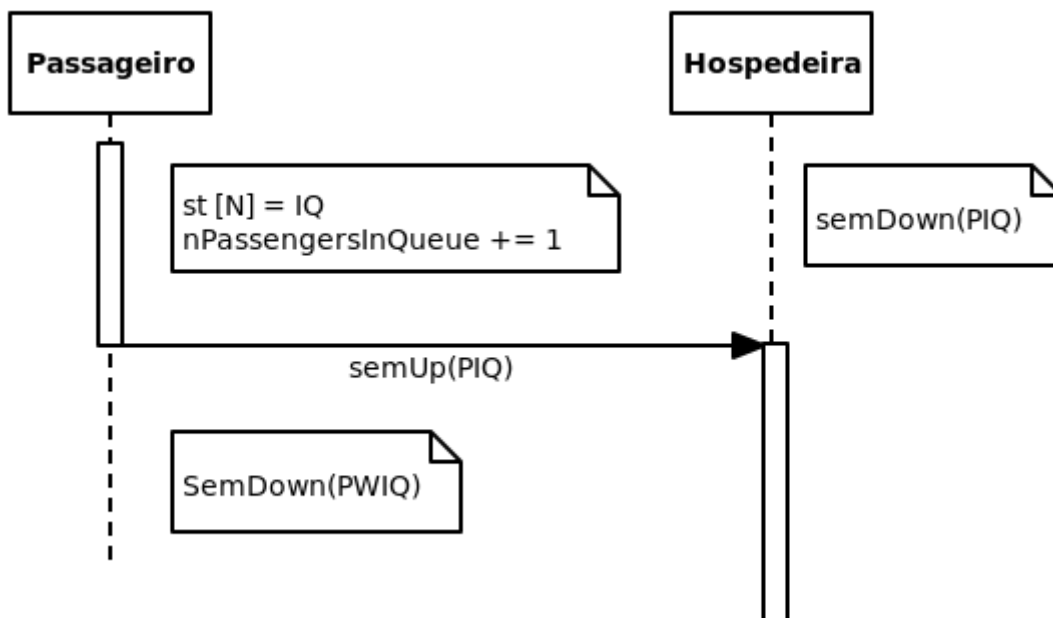 Passageiro
Hospedeira
st [N] = IQ
nPassengersInQueue += 1
semDown(PIQ)
semUp(PIQ)
SemDown(PWIQ)